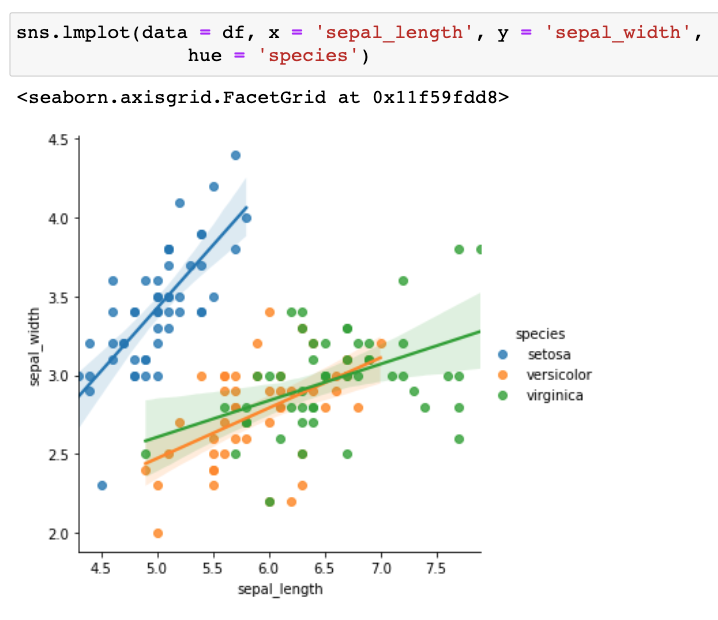 sns.lmplot(data = df, x = 'sepal_length', y = 'sepal_width',
hue = 'species')
<seaborn.axisgrid.FacetGrid at 0x11f59fdd8>
4.5
4.0
3.5
3.0
2.5
2.0
sepal_width
4.5 5.0 5.5 6.0 6.5 7.0 7.5
sepal_length
species
setosa
versicolor
virginica